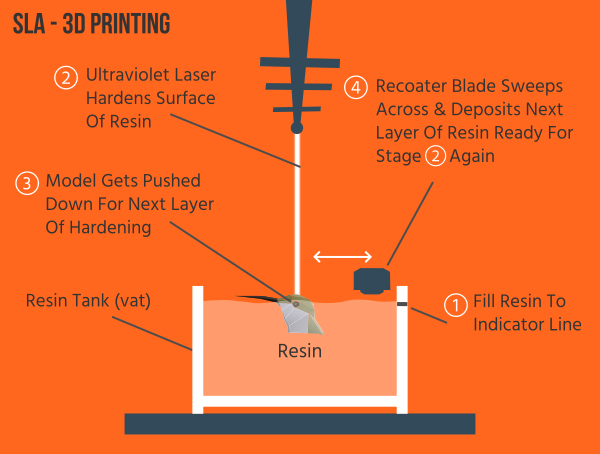 SLA - 3D PRINTING
2 Ultraviolet Laser
Hardens Surface
Of Resin
4 Recoater Blade Sweeps
Across & Deposits Next
Layer Of Resin Ready For
Stage 2 Again
3 Model Gets Pushed
Down For Next Layer
Of Hardening
Resin Tank (vat)
1 Fill Resin To
Indicator Line
Resin